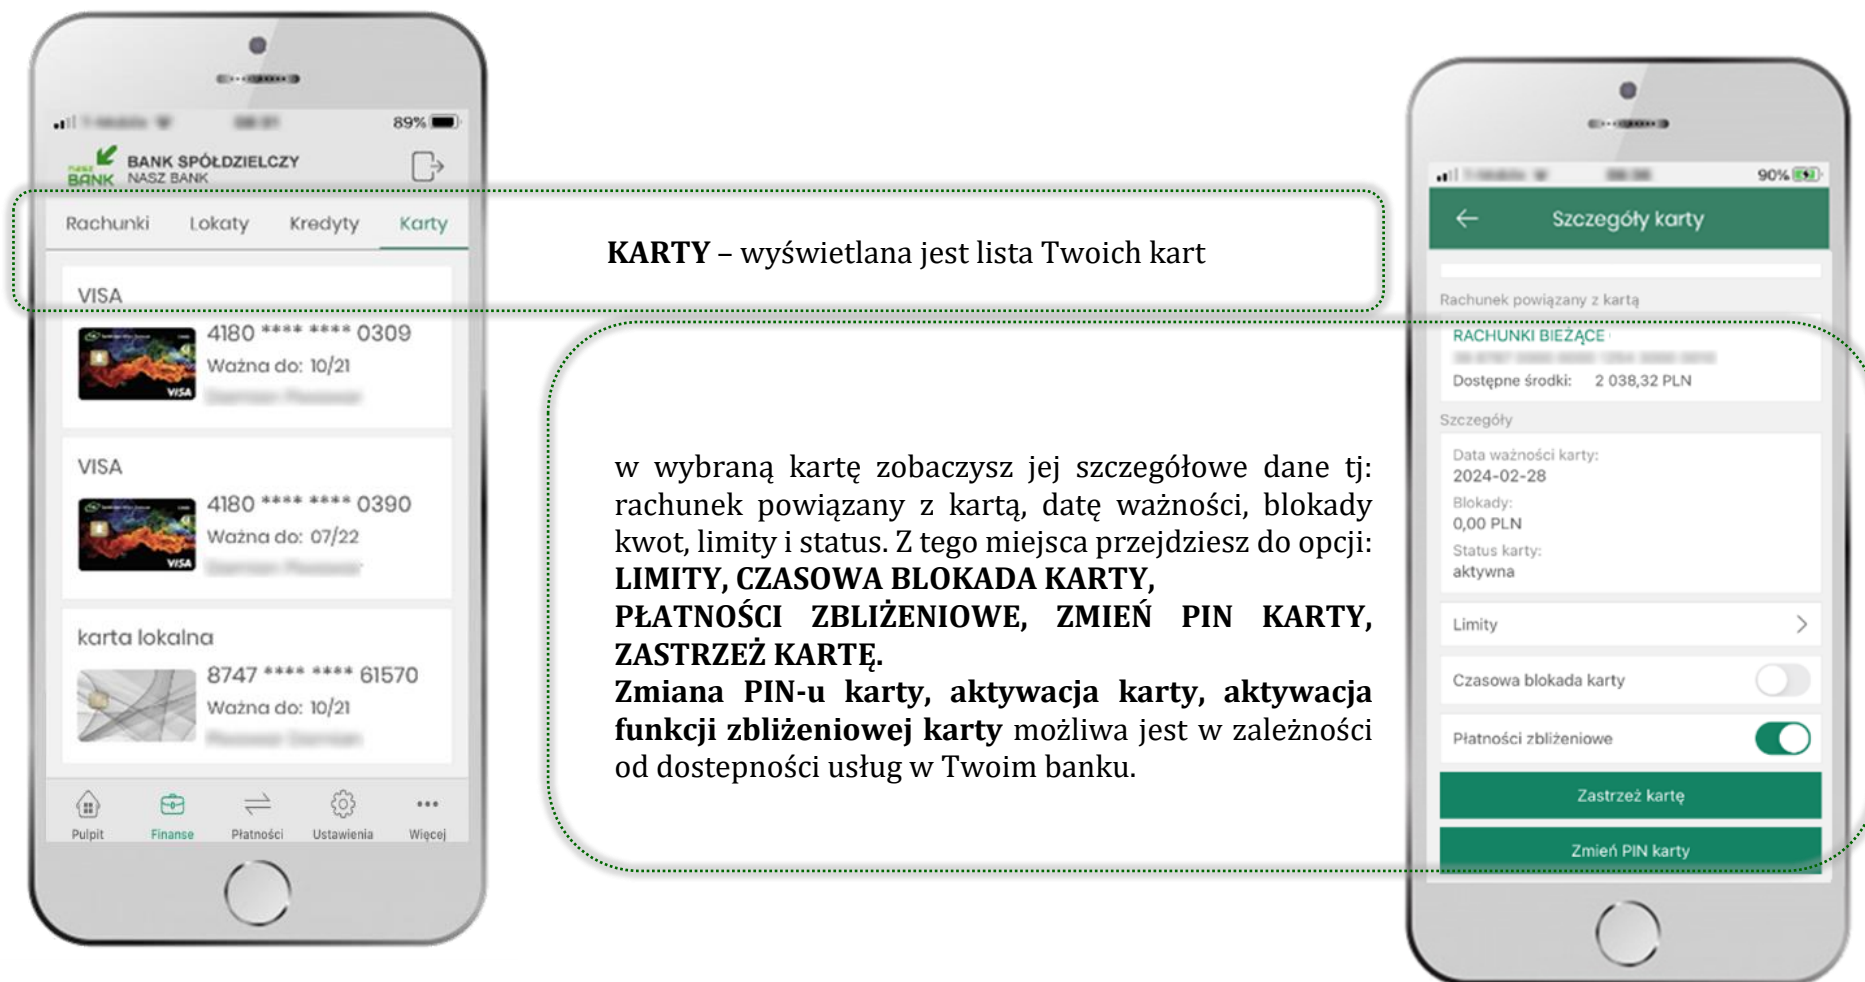 89%
nasz BANK
BANK SPÓŁDZIELCZY
NASZ BANK
Rachunki Lokaty Kredyty Karty
VISA
4180 **** **** 0309
Ważna do: 10/21
VISA
VISA
4180 **** **** 0390
Ważna do: 07/22
VISA
karta lokalna
8747 **** **** 61570
Ważna do: 10/21
Pulpit Finanse Płatności Ustawienia Więcej
KARTY – wyświetlana jest lista Twoich kart
w wybraną kartę zobaczysz jej szczegółowe dane tj:
rachunek powiązany z kartą, datę ważności, blokady
kwot, limity i status. Z tego miejsca przejdziesz do opcji:
LIMITY, CZASOWA BLOKADA KARTY,
PŁATNOŚCI ZBLIŻENIOWE, ZMIEŃ PIN KARTY,
ZASTRZEŻ KARTĘ.
Zmiana PIN-u karty, aktywacja karty, aktywacja
funkcji zbliżeniowej karty możliwa jest w zależności
od dostepności usług w Twoim banku.
90%
Szczegóły karty
Rachunek powiązany z kartą
RACHUNKI BIEŻĄCE
Dostępne środki: 2 038,32 PLN
Szczegóły
Data ważności karty:
2024-02-28
Blokady:
0,00 PLN
Status karty:
aktywna
Limity
Czasowa blokada karty
Płatności zbliżeniowe
Zastrzeż kartę
Zmień PIN karty